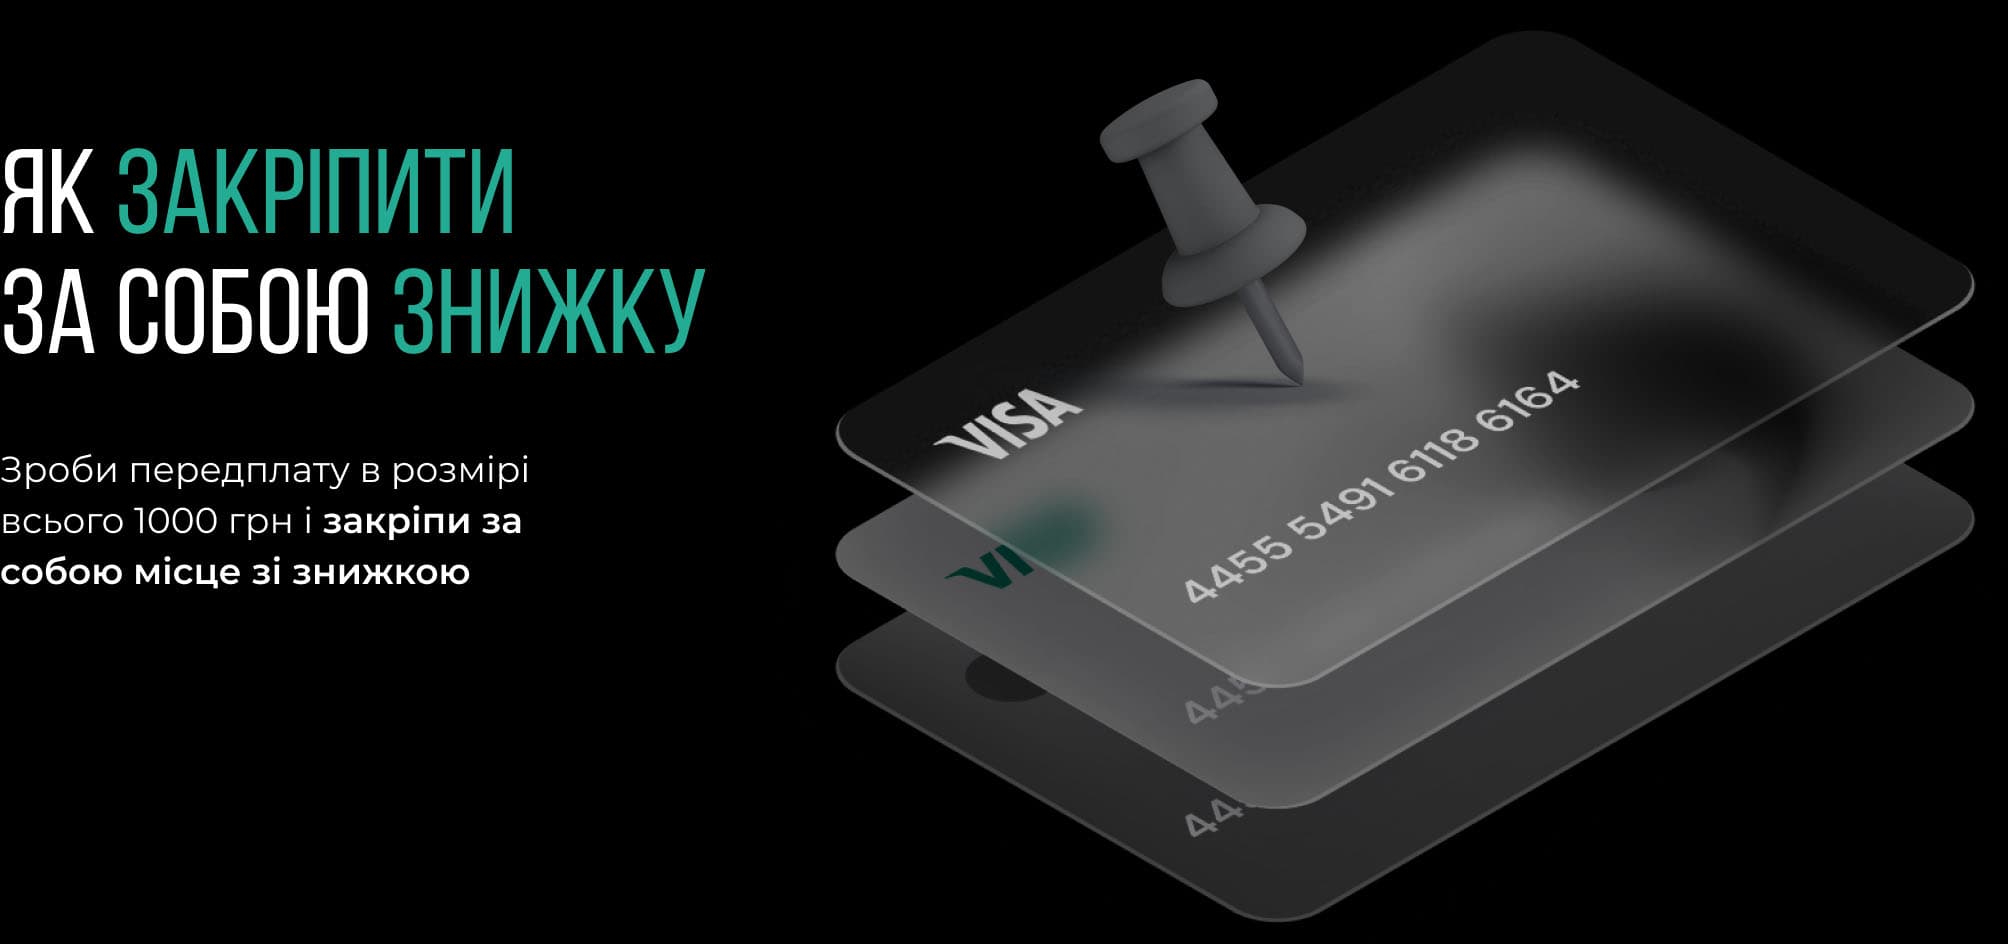 ЯК ЗАКРІПИТИ
ЗА СОБОЮ ЗНИЖКУ
Зроби передплату в розмірі
всього 1000 грн і закріпи за
собою місце зі знижкою
VISA
4455 5491 6118 6164
VI
445
44